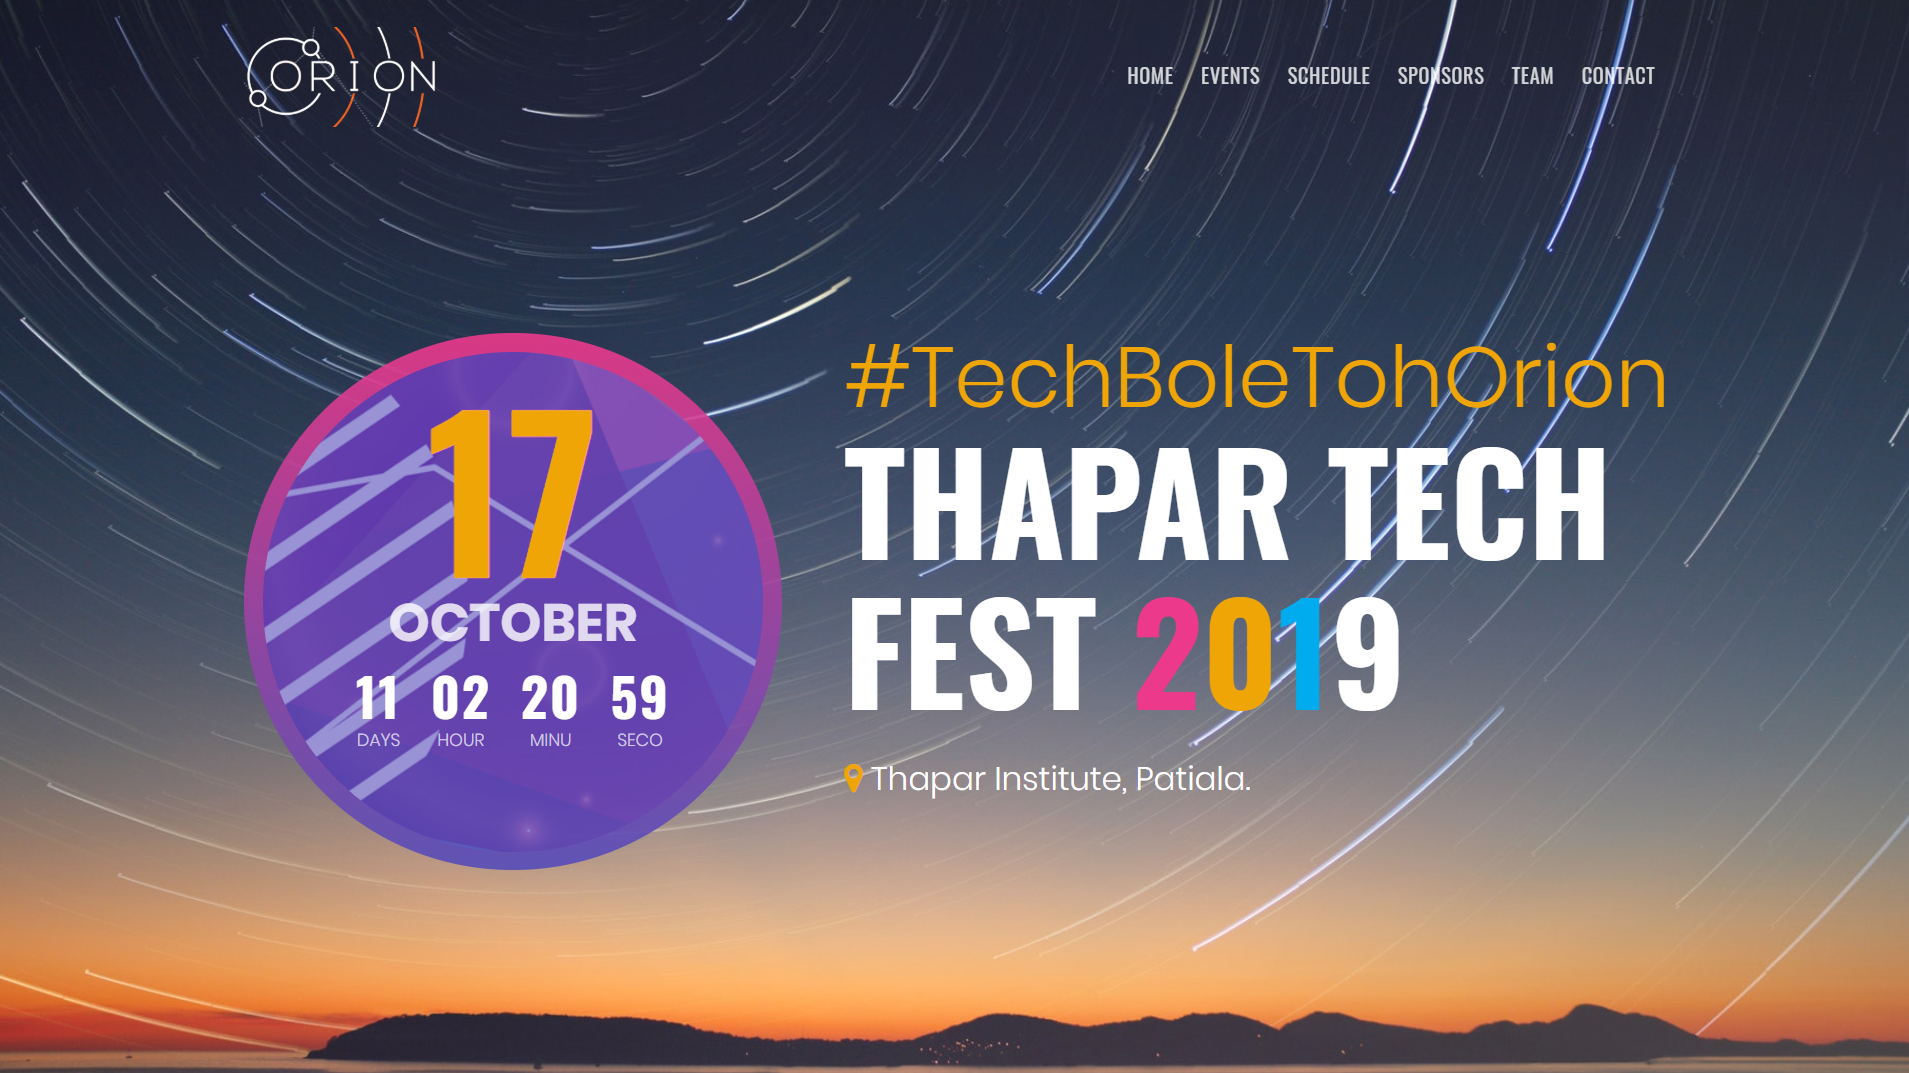 ORION
HOME EVENTS SCHEDULE SPONSORS TEAM CONTACT
17
OCTOBER
11 02 20 59
DAYS HOUR MINU SECO
#TechBoleTohOrion
THAPAR TECH
FEST 2019
Thapar Institute, Patiala.